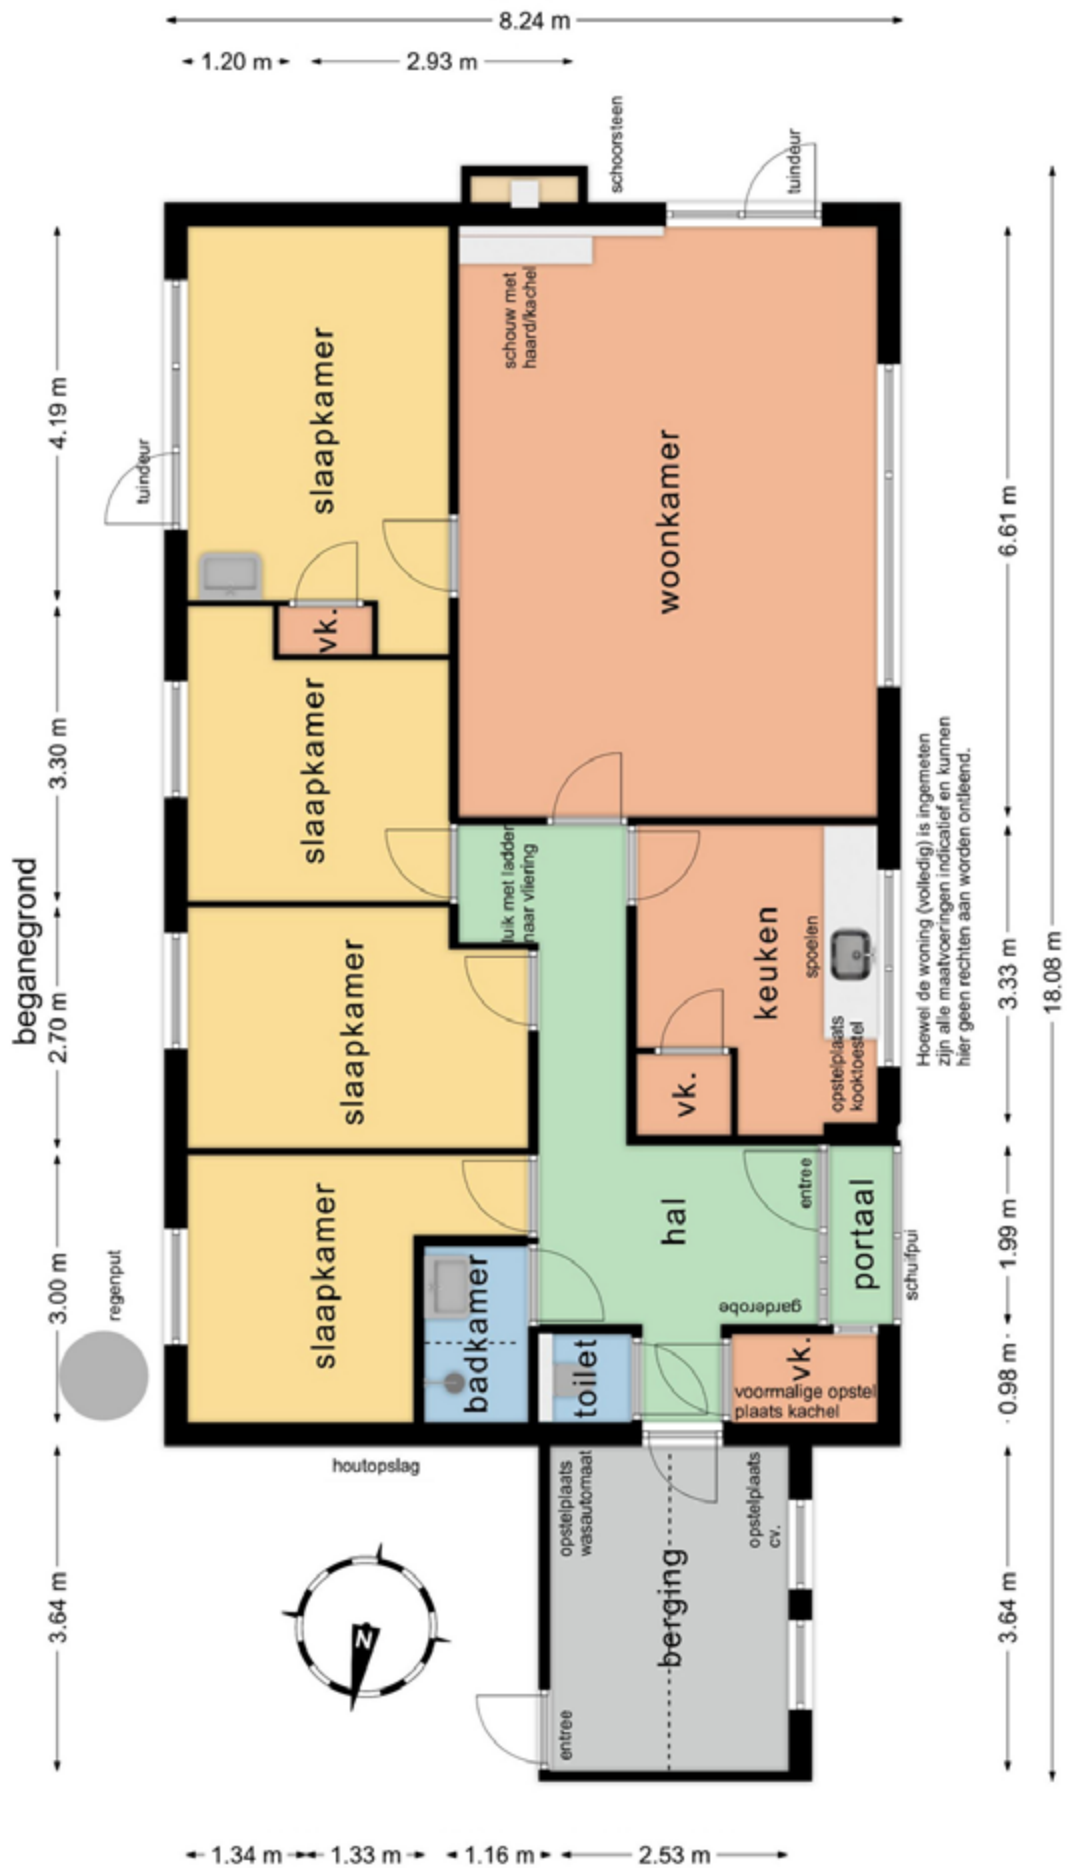 8.24 m
1.20 m
2.93 m
schoorsteen
tuindeur
schouw met
haard/kachel
slaapkamer
woonkamer
4.19 m
tuindeur
6.61 m
vk.
slaapkamer
3.30 m
luik met ladder
naar vliering
keuken
spoelen
opstelplaats
kooktoestel
vk.
Hoewel de woning (volledig) is ingemeten
zijn alle maatvoeringen indicatief en kunnen
hier geen rechten aan worden ontleend.
3.33 m
18.08 m
beganegrond
2.70 m
slaapkamer
slaapkamer
3.00 m
regenput
badkamer
toilet
hal
entree
garderobe
portaal
schuifpui
1.99 m
0.98 m
vk.
voormalige opstel
plaats kachel
houtopslag
opstelplaats
wasautomaat
opstelplaats
cv.
berging
entree
N
3.64 m
3.64 m
1.34 m
1.33 m
1.16 m
2.53 m